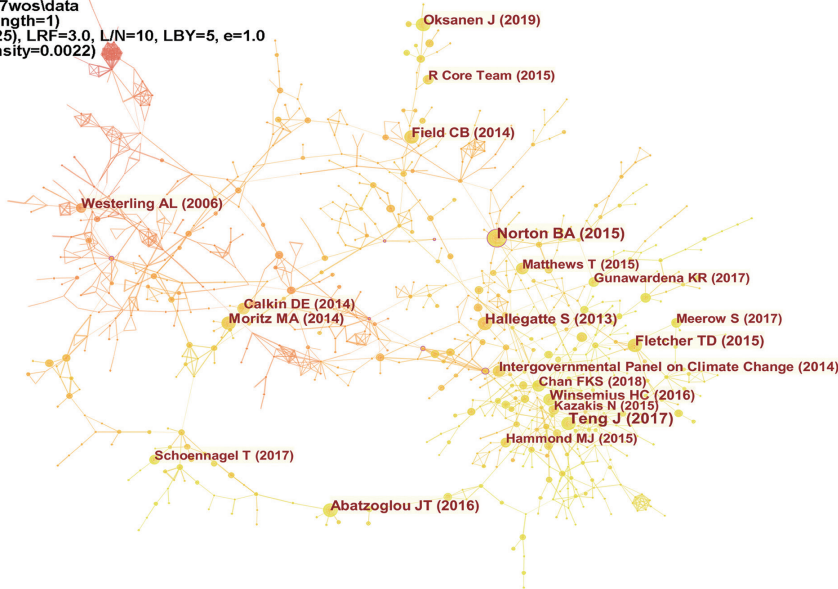 7wos\data
ngth=1)
25), LRF=3.0, L/N=10, LBY=5, e=1.0
nsity=0.0022)
Oksanen J (2019)
R Core Team (2015)
Field CB (2014)
Westerling AL (2006)
Norton BA (2015)
Matthews T (2015)
Gunawardena KR (2017)
Calkin DE (2014)
Moritz MA (2014)
Hallegatte S (2013)
Meerow S (2017)
Fletcher TD (2015)
Intergovernmental Panel on Climate Change (2014)
Chan FKS (2018)
Winsemius HC (2016)
Kazakis N (2015)
Teng J (2017)
Hammond MJ (2015)
Schoennagel T (2017)
Abatzoglou JT (2016)